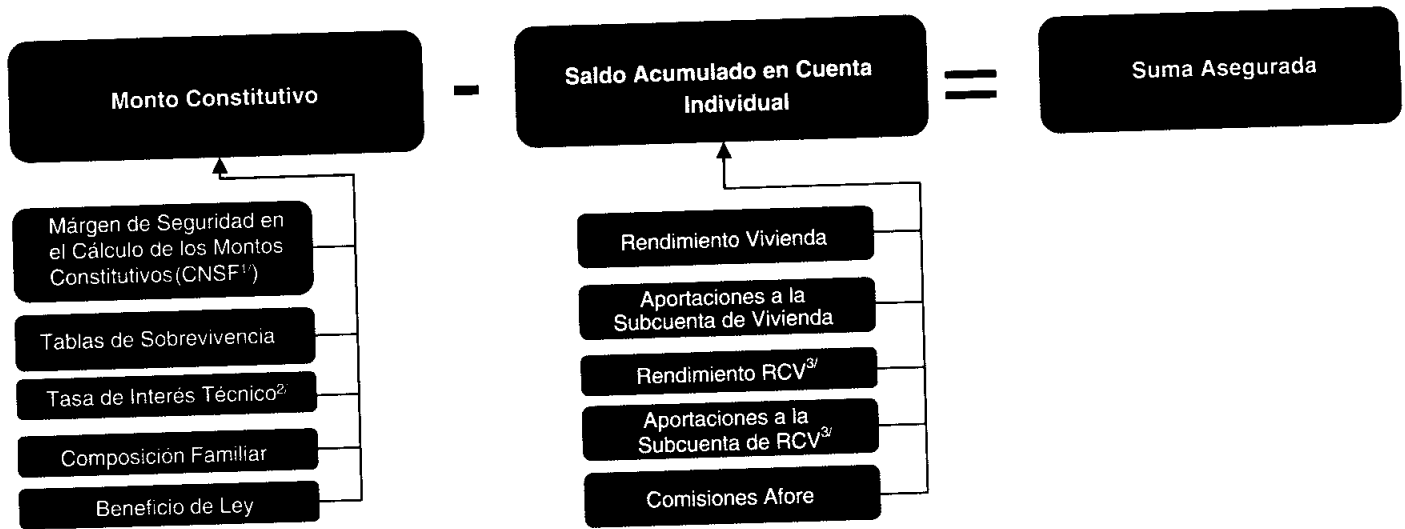 Monto Constitutivo
-
Saldo Acumulado en Cuenta
Individual
=
Suma Asegurada
Márgen de Seguridad en
el Cálculo de los Montos
Constitutivos (CNSF1/)
Tablas de Sobrevivencia
Tasa de Interés Técnico2/
Composición Familiar
Beneficio de Ley
Rendimiento Vivienda
Aportaciones a la
Subcuenta de Vivienda
Rendimiento RCV3/
Aportaciones a la
Subcuenta de RCV3/
Comisiones Afore